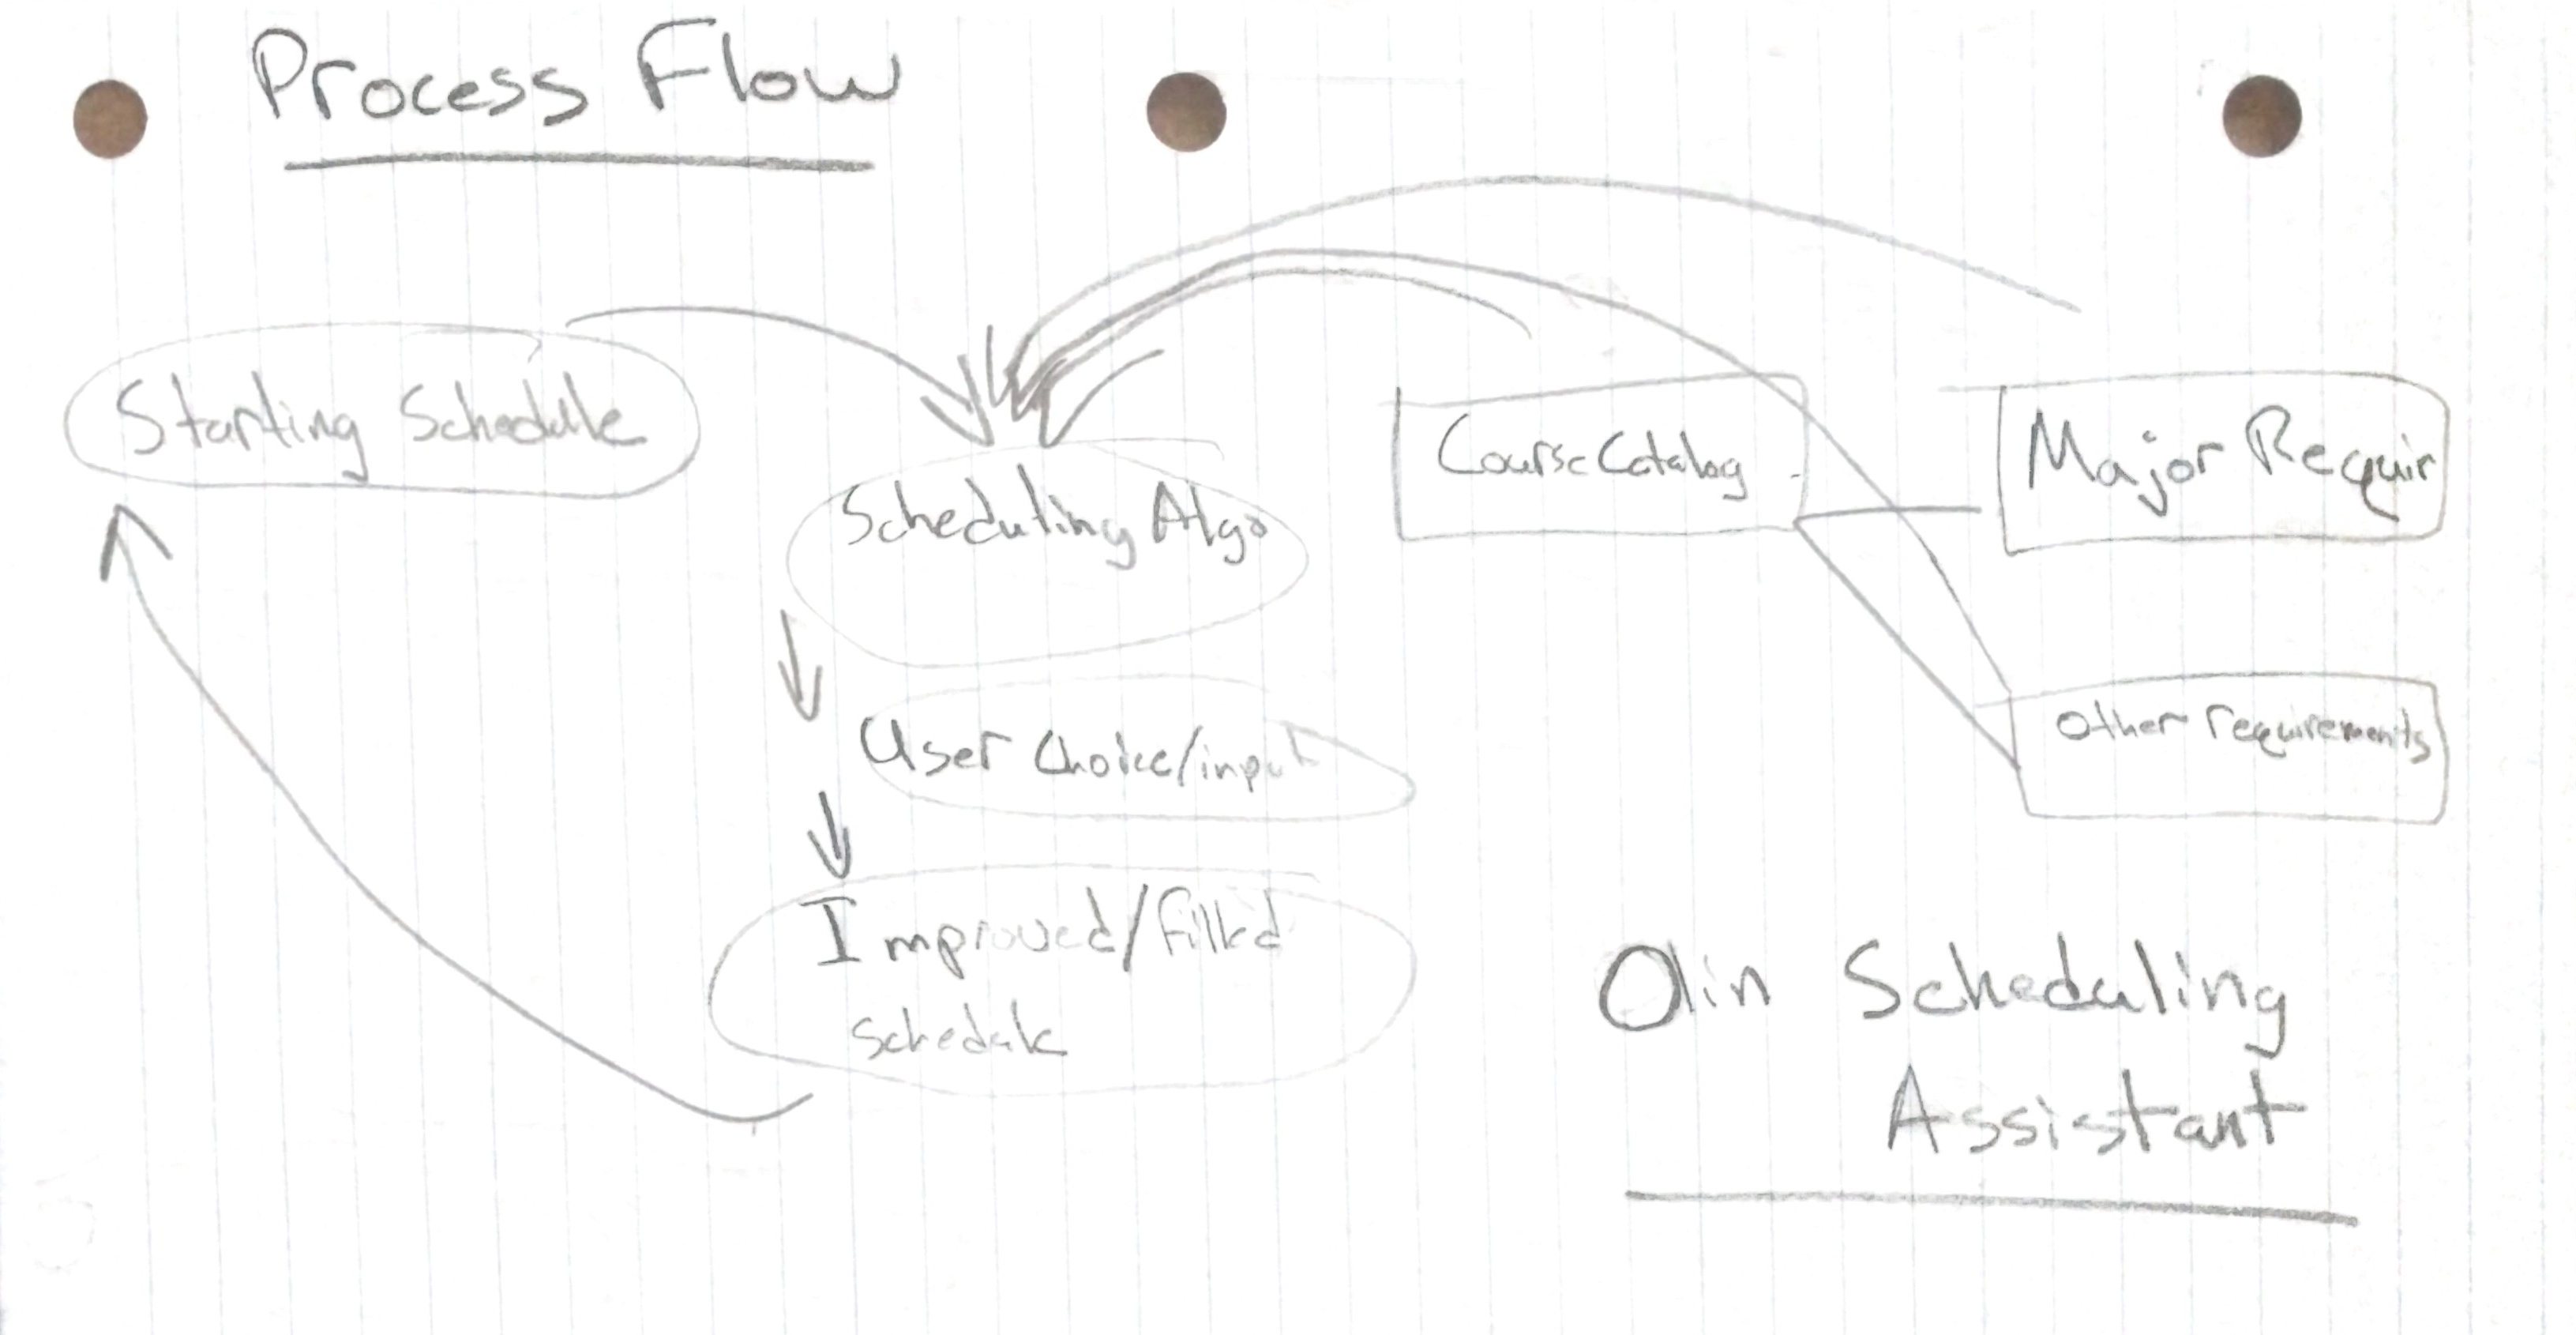 Process Flow
Starting Schedule
Scheduling Algo
Course Catalog
Major Requir
User Choice/input
Other requirements
Improved/filled
schedule
Olin Scheduling
Assistant